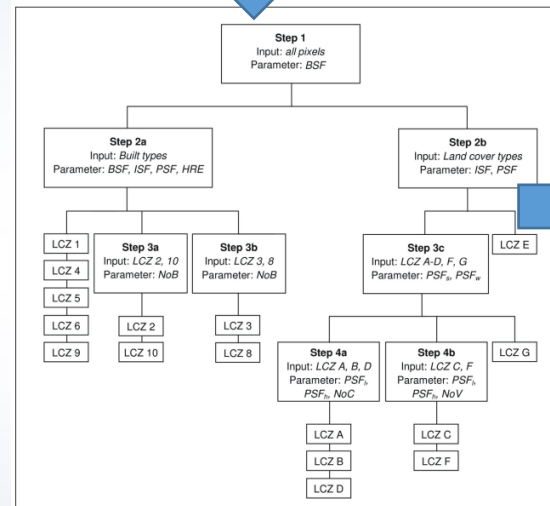 Step 1
Input: all pixels
Parameter: BSF
Step 2a
Input: Built types
Parameter: BSF, ISF, PSF, HRE
Step 2b
Input: Land cover types
Parameter: ISF, PSF
LCZ 1
LCZ 4
LCZ 5
LCZ 6
LCZ 9
Step 3a
Input: LCZ 2, 10
Parameter: NoB
LCZ 2
LCZ 10
Step 3b
Input: LCZ 3, 8
Parameter: NoB
LCZ 3
LCZ 8
Step 3c
Input: LCZ A-D, F, G
Parameter: PSFs, PSFw
LCZ E
Step 4a
Input: LCZ A, B, D
Parameter: PSFl,
PSFh, NoC
LCZ A
LCZ B
LCZ D
Step 4b
Input: LCZ C, F
Parameter: PSFl,
PSFh, NoV
LCZ C
LCZ F
LCZ G